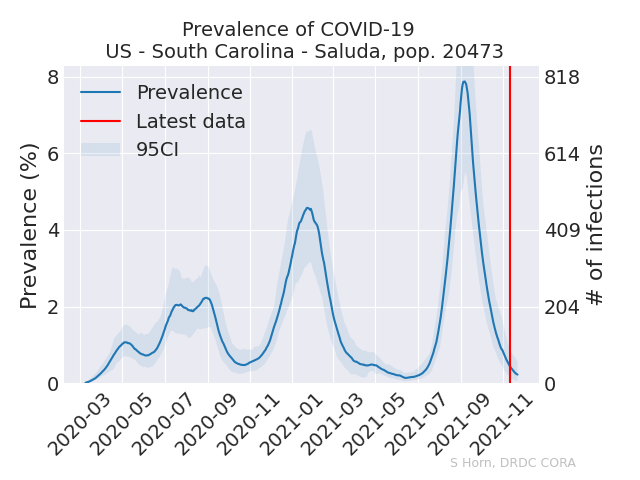 Prevalence of COVID-19
US - South Carolina - Saluda, pop. 20473
Prevalence (%)
8
6
4
2
0
Prevalence
Latest data
95CI
818
614
409
204
0
# of infections
2020-03
2020-05
2020-07
2020-09
2020-11
2021-01
2021-03
2021-05
2021-07
2021-09
2021-11
S Horn, DRDC CORA